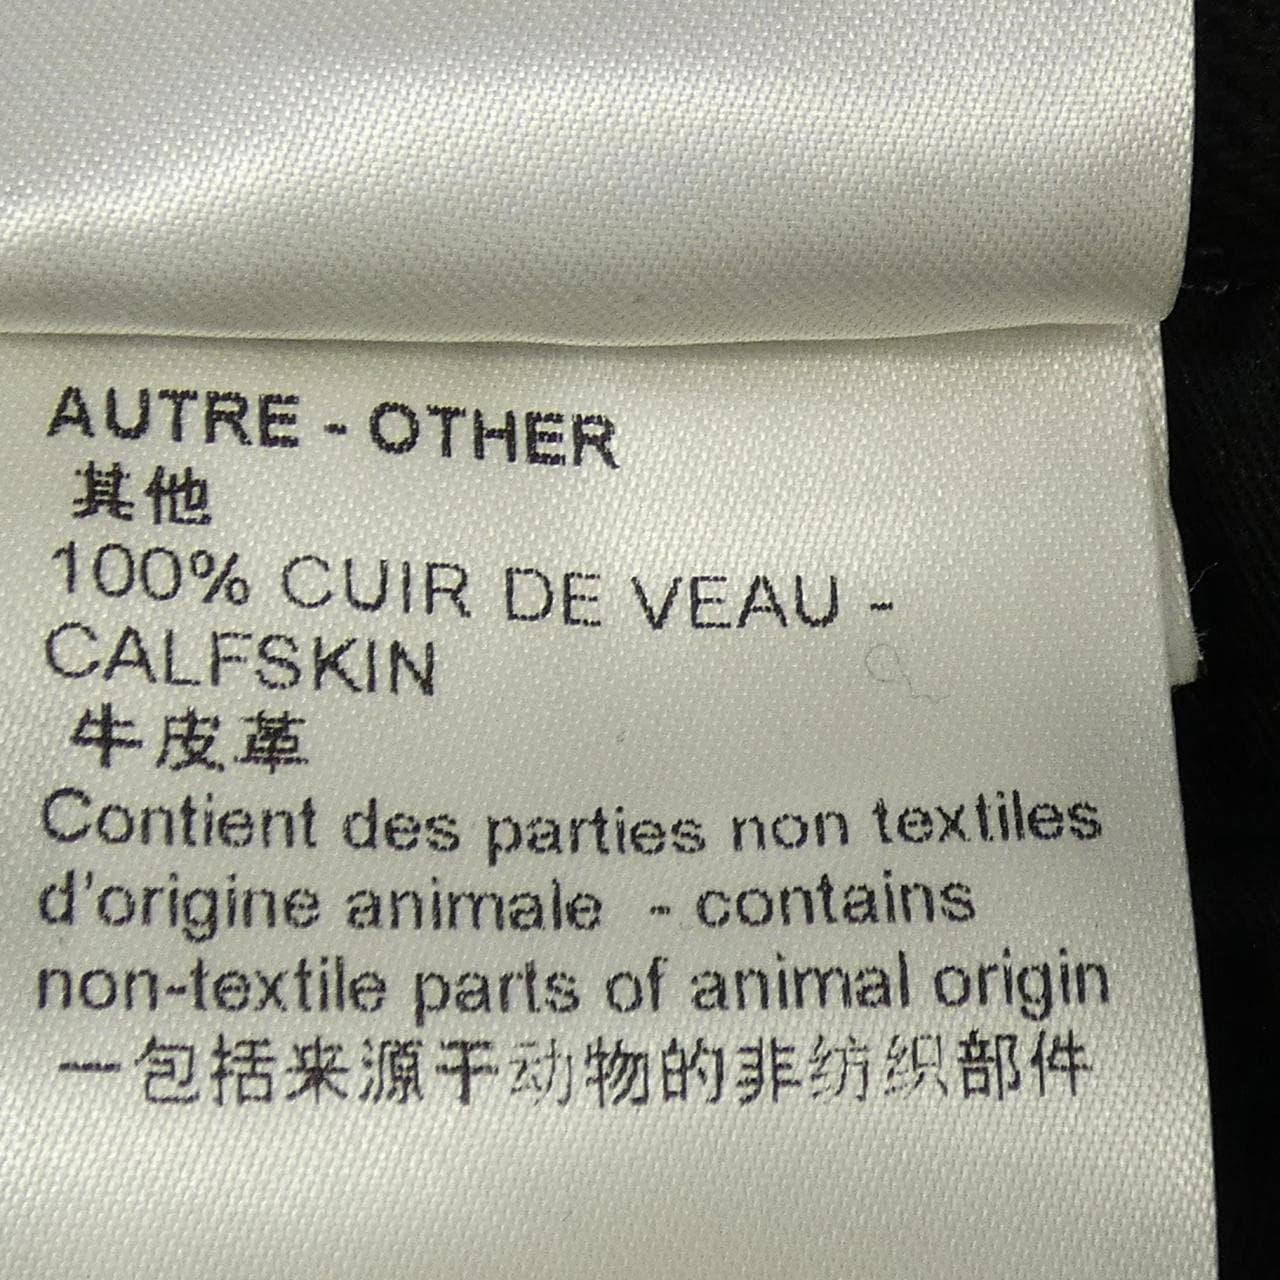 AUTRE - OTHER
其他
100% CUIR DE VEAU -
CALFSKIN
牛皮革
Contient des parties non textiles
d'origine animale - contains
non-textile parts of animal origin
一包括来源于动物的非纺织部件